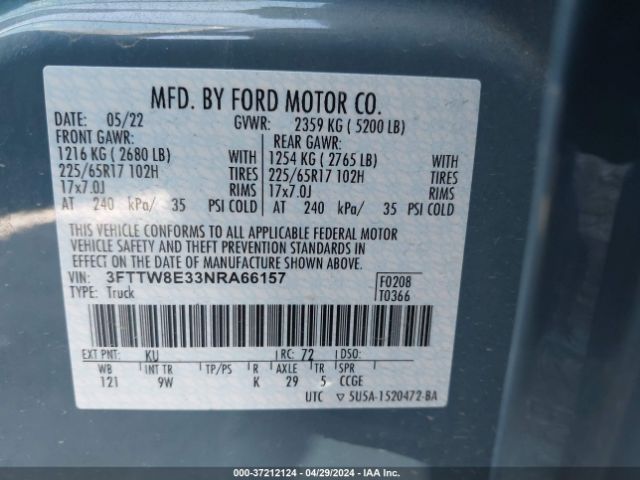 MFD. BY FORD MOTOR CO.
DATE: 05/22 GVWR: 2359 KG ( 5200 LB)
FRONT GAWR: REAR GAWR:
1216 KG ( 2680 LB) WITH 1254 KG ( 2765 LB) WITH
225/65R17 102H TIRES 225/65R17 102H TIRES
17x7.0J RIMS 17x7.0J RIMS
AT 240 kPa/ 35 PSI COLD AT 240 kPa/ 35 PSI COLD
THIS VEHICLE CONFORMS TO ALL APPLICABLE FEDERAL MOTOR
VEHICLE SAFETY AND THEFT PREVENTION STANDARDS IN
EFFECT ON THE DATE OF MANUFACTURE SHOWN ABOVE.
VIN: 3FTTW8E33NRA66157 F0208
TYPE: Truck T0366
EXT PNT: KU RC: 72 DSO:
WB INT TR TP/PS R AXLE TR SPR
121 9W K 29 5 CCGE
UTC ▽ 5U5A-1520472-BA
000-37212124 - 04/29/2024 - IAA Inc.